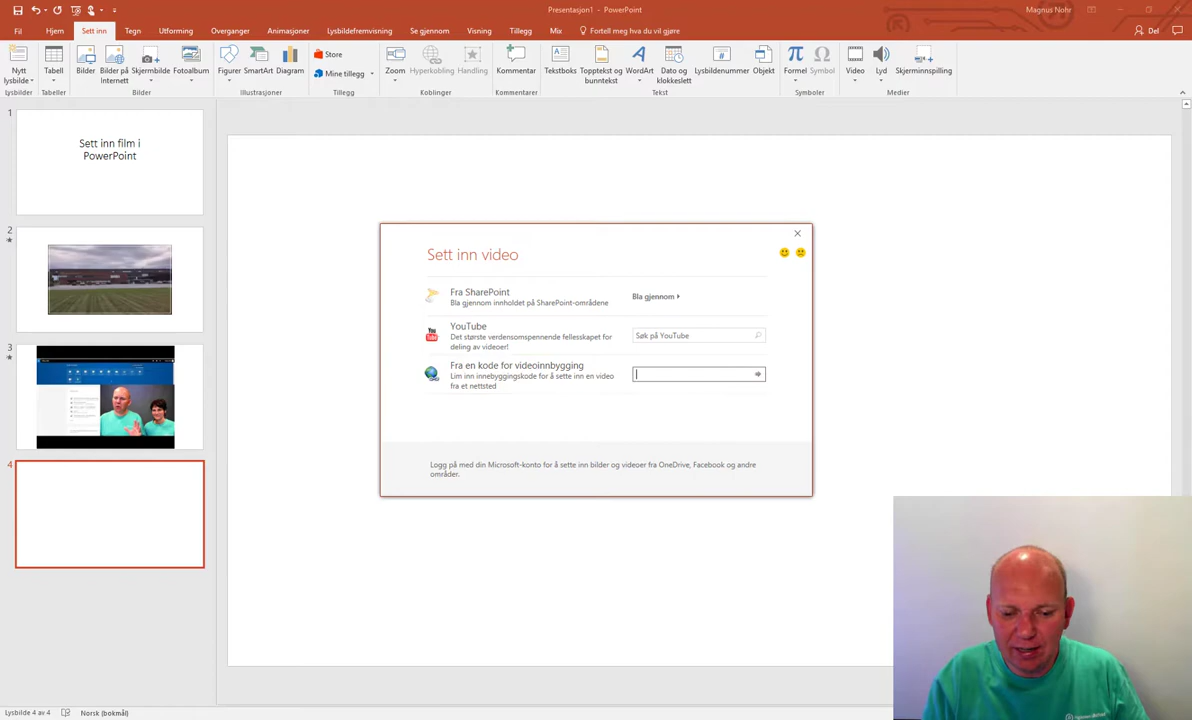 Presentasjon1 - PowerPoint
Magnus Nohr
Fil
Hjem
Sett inn
Tegn
Utforming
Overganger
Animasjoner
Lysbildefremvisning
Se gjennom
Visning
Tillegg
Mix
Fortell meg hva du vil gjøre
Del
Nytt lysbilde
Tabell
Bilder
Bilder på Internett
Skjermbilde
Fotoalbum
Figurer
SmartArt
Diagram
Store
Mine tillegg
Zoom
Hyperkobling
Handling
Kommentar
Tekstboks
Topptekst og bunntekst
WordArt
Dato og klokkeslett
Lysbildenummer
Objekt
Formel
Symbol
Video
Lyd
Skjerminnspilling
Lysbilder
Tabeller
Bilder
Illustrasjoner
Tillegg
Koblinger
Kommentarer
Tekst
Symboler
Medier
1
Sett inn film i
PowerPoint
2
3
4
Sett inn video
Fra SharePoint
Bla gjennom innholdet på SharePoint-områdene
Bla gjennom
You
Tube
YouTube
Det største verdensomspennende fellesskapet for
deling av videoer!
Søk på YouTube
Fra en kode for videoinnbygging
Lim inn innebyggingskode for å sette inn en video
fra et nettsted
Logg på med din Microsoft-konto for å sette inn bilder og videoer fra OneDrive, Facebook og andre
områder.
Lysbilde 4 av 4
Norsk (bokmål)